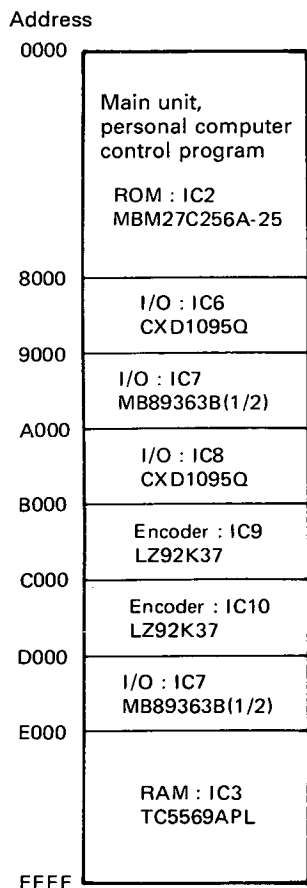 Address
0000
Main unit,
personal computer
control program
ROM : IC2
MBM27C256A-25
8000
I/O : IC6
CXD1095Q
9000
I/O : IC7
MB89363B(1/2)
A000
I/O : IC8
CXD1095Q
B000
Encoder : IC9
LZ92K37
C000
Encoder : IC10
LZ92K37
D000
I/O : IC7
MB89363B(1/2)
E000
RAM : IC3
TC5569APL
FFFF